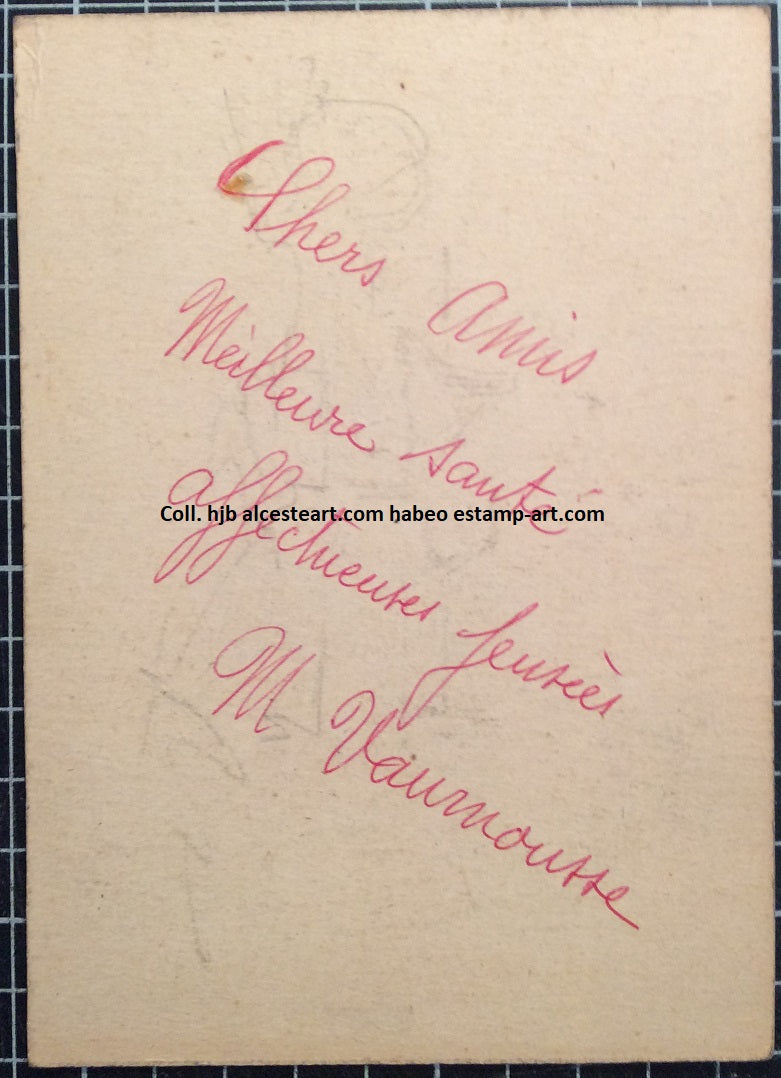 Chers Amis
Meilleure santé
Coll. hjb alcesteart.com habeo estamp-art.com
affectueuses pensées
M Vaumousse